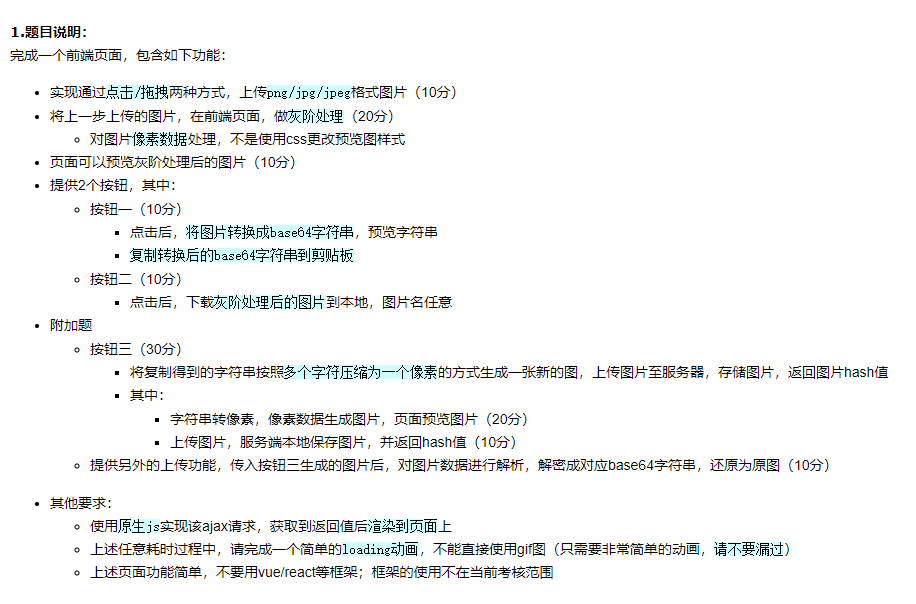 1.题目说明：
完成一个前端页面，包含如下功能：
实现通过点击/拖拽两种方式，上传png/jpg/jpeg格式图片（10分）
将上一步上传的图片，在前端页面，做灰阶处理（20分）
对图片像素数据处理，不是使用css更改预览图样式
页面可以预览灰阶处理后的图片（10分）
提供2个按钮，其中：
按钮一（10分）
点击后，将图片转换成base64字符串，预览字符串
复制转换后的base64字符串到剪贴板
按钮二（10分）
点击后，下载灰阶处理后的图片到本地，图片名任意
附加题
按钮三（30分）
将复制得到的字符串按照多个字符压缩为一个像素的方式生成一张新的图，上传图片至服务器，存储图片，返回图片hash值
其中：
字符串转像素，像素数据生成图片，页面预览图片（20分）
上传图片，服务端本地保存图片，并返回hash值（10分）
提供另外的上传功能，传入按钮三生成的图片后，对图片数据进行解析，解密成对应base64字符串，还原为原图（10分）
其他要求：
使用原生js实现该ajax请求，获取到返回值后渲染到页面上
上述任意耗时过程中，请完成一个简单的loading动画，不能直接使用gif图（只需要非常简单的动画，请不要漏过）
上述页面功能简单，不要用vue/react等框架；框架的使用不在当前考核范围